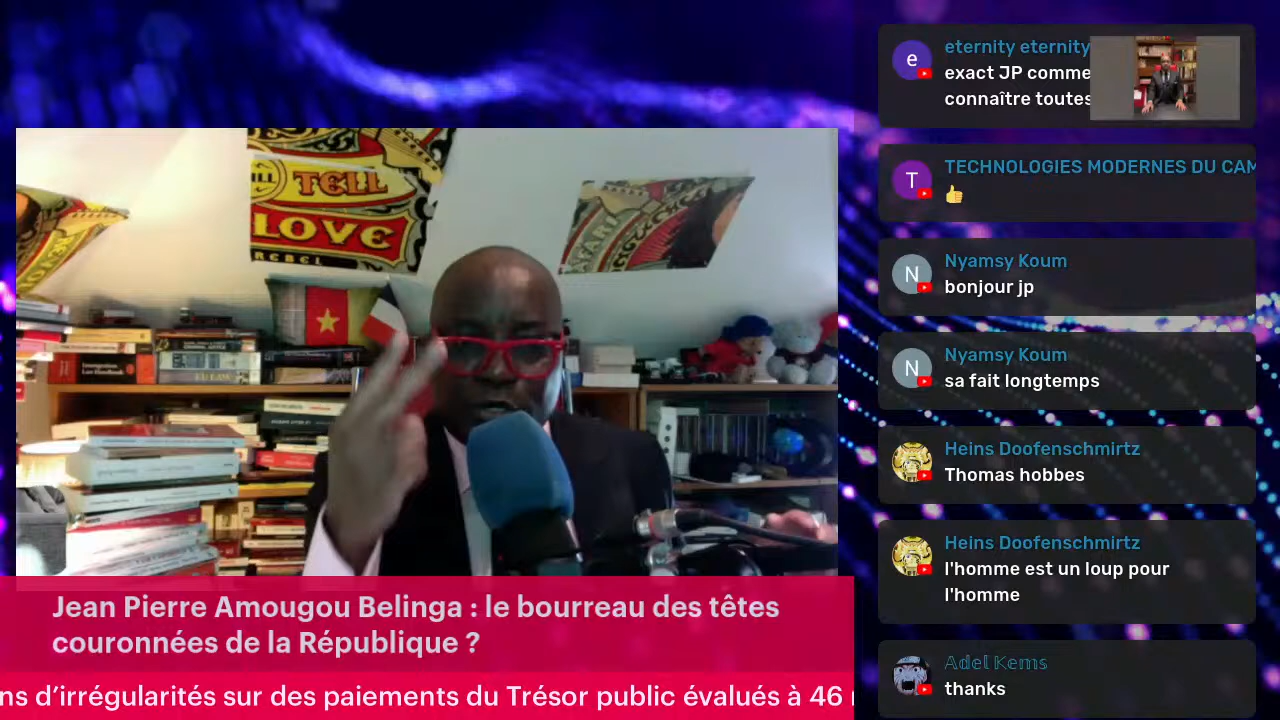 eternity eternity
exact JP comme
connaître toutes
TECHNOLOGIES MODERNES DU CAM
Nyamsy Koum
bonjour jp
Nyamsy Koum
sa fait longtemps
Heins Doofenschmirtz
Thomas hobbes
Heins Doofenschmirtz
l'homme est un loup pour
l'homme
Adel Kems
thanks
TELL
LOVE
REBEL
Jean Pierre Amougou Belinga : le bourreau des têtes
couronnées de la République ?
ns d'irrégularités sur des paiements du Trésor public évalués à 46